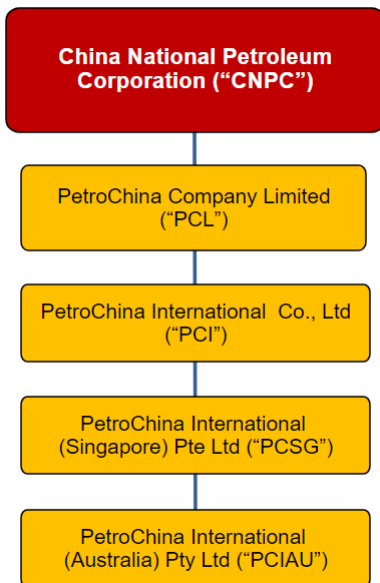 China National Petroleum
Corporation (“CNPC”)
PetroChina Company Limited
(“PCL”)
PetroChina International Co., Ltd
(“PCI”)
PetroChina International
(Singapore) Pte Ltd (“PCSG”)
PetroChina International
(Australia) Pty Ltd (“PCIAU”)